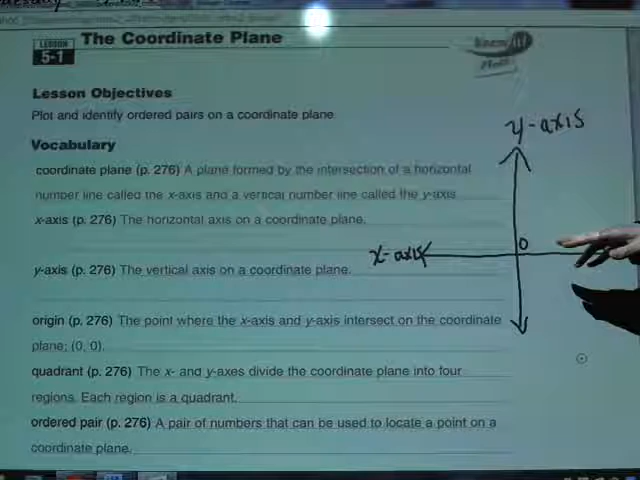 LESSON
5-1
The Coordinate Plane
Know it!
Note
Lesson Objectives
Plot and identify ordered pairs on a coordinate plane
Vocabulary
coordinate plane (p. 276) A plane formed by the intersection of a horizontal
number line called the x-axis and a vertical number line called the y-axis
x-axis (p. 276) The horizontal axis on a coordinate plane.
y-axis (p. 276) The vertical axis on a coordinate plane.
origin (p. 276) The point where the x-axis and y-axis intersect on the coordinate
plane; (0, 0).
quadrant (p. 276) The x- and y-axes divide the coordinate plane into four
regions. Each region is a quadrant.
ordered pair (p. 276) A pair of numbers that can be used to locate a point on a
coordinate plane.
y-axis
0
x-axis